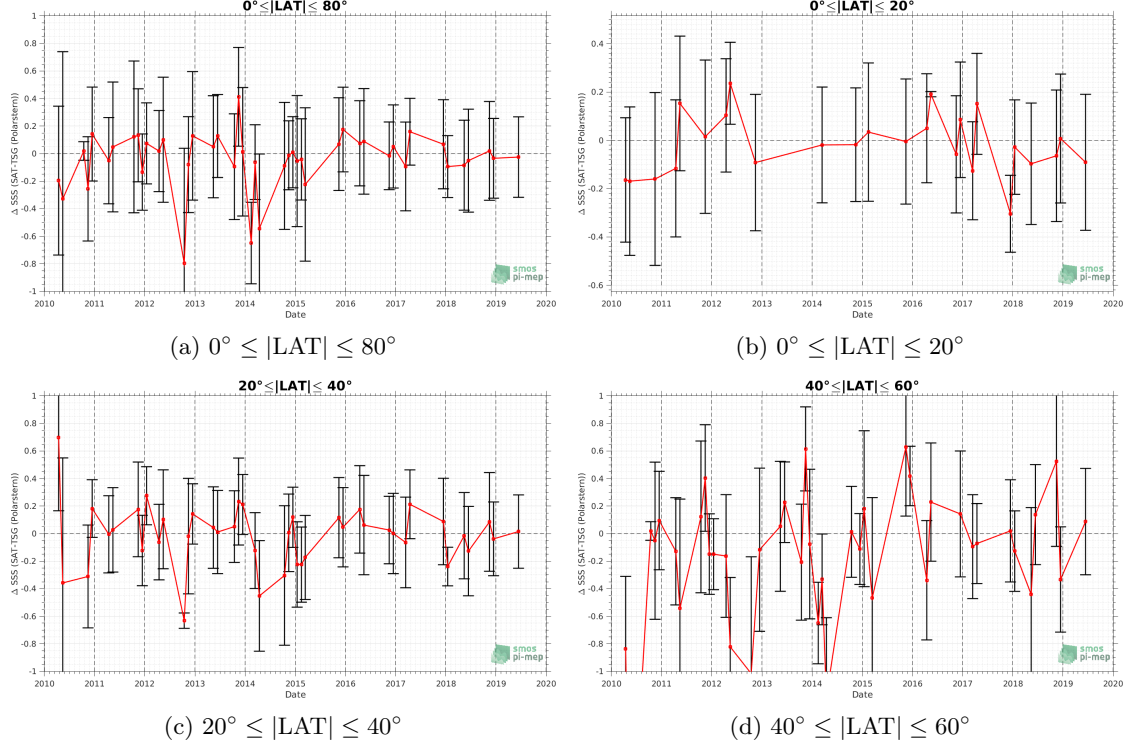 0°≤|LAT|≤ 80°
Δ SSS (SAT-TSG (Polarstern))
1
0.8
0.6
0.4
0.2
0
-0.2
-0.4
-0.6
-0.8
-1
2010 2011 2012 2013 2014 2015 2016 2017 2018 2019 2020
Date
smos
pi-mep
(a) 0° ≤ |LAT| ≤ 80°
0°≤|LAT|≤ 20°
Δ SSS (SAT-TSG (Polarstern))
0.4
0.2
0
-0.2
-0.4
-0.6
2010 2011 2012 2013 2014 2015 2016 2017 2018 2019 2020
Date
smos
pi-mep
(b) 0° ≤ |LAT| ≤ 20°
20°≤|LAT|≤ 40°
Δ SSS (SAT-TSG (Polarstern))
1
0.8
0.6
0.4
0.2
0
-0.2
-0.4
-0.6
-0.8
-1
2010 2011 2012 2013 2014 2015 2016 2017 2018 2019 2020
Date
smos
pi-mep
(c) 20° ≤ |LAT| ≤ 40°
40°≤|LAT|≤ 60°
Δ SSS (SAT-TSG (Polarstern))
1
0.8
0.6
0.4
0.2
0
-0.2
-0.4
-0.6
-0.8
-1
2010 2011 2012 2013 2014 2015 2016 2017 2018 2019 2020
Date
smos
pi-mep
(d) 40° ≤ |LAT| ≤ 60°